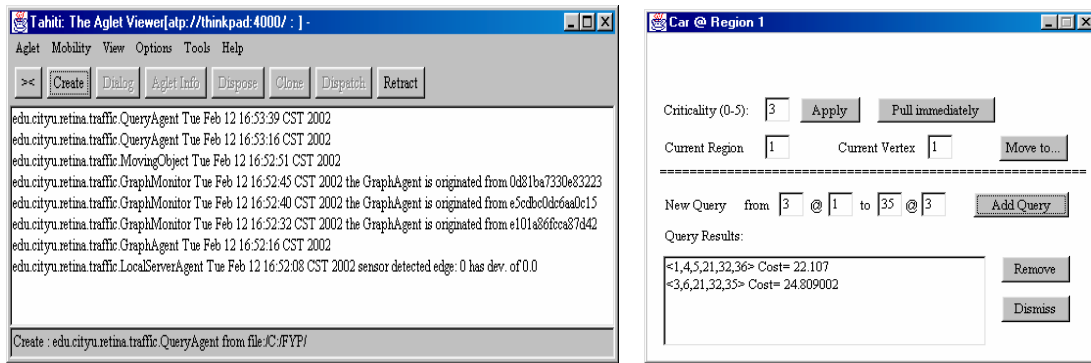 Tahiti: The Aglet Viewer[atp://thinkpad:4000/ : ] -
Aglet Mobility View Options Tools Help
>< Create Dialog Aglet Info Dispose Clone Dispatch Retract
edu.cityu.retina.traffic.QueryAgent Tue Feb 12 16:53:39 CST 2002
edu.cityu.retina.traffic.QueryAgent Tue Feb 12 16:53:16 CST 2002
edu.cityu.retina.traffic.MovingObject Tue Feb 12 16:52:51 CST 2002
edu.cityu.retina.traffic.GraphMonitor Tue Feb 12 16:52:45 CST 2002 the GraphAgent is originated from 0d81ba7330e83223
edu.cityu.retina.traffic.GraphMonitor Tue Feb 12 16:52:40 CST 2002 the GraphAgent is originated from e5cdbc0dc6aa0c15
edu.cityu.retina.traffic.GraphMonitor Tue Feb 12 16:52:32 CST 2002 the GraphAgent is originated from e101a86fcca87d42
edu.cityu.retina.traffic.GraphAgent Tue Feb 12 16:52:16 CST 2002
edu.cityu.retina.traffic.LocalServerAgent Tue Feb 12 16:52:08 CST 2002 sensor detected edge: 0 has dev. of 0.0
Create : edu.cityu.retina.traffic.QueryAgent from file:/C:/FYP/
Car @ Region 1
Criticality (0-5): 3 Apply Pull immediately
Current Region 1 Current Vertex 1 Move to...
New Query from 3 @ 1 to 35 @ 3 Add Query
Query Results:
<1,4,5,21,32,36> Cost= 22.107
<3,6,21,32,35> Cost= 24.809002
Remove
Dismiss